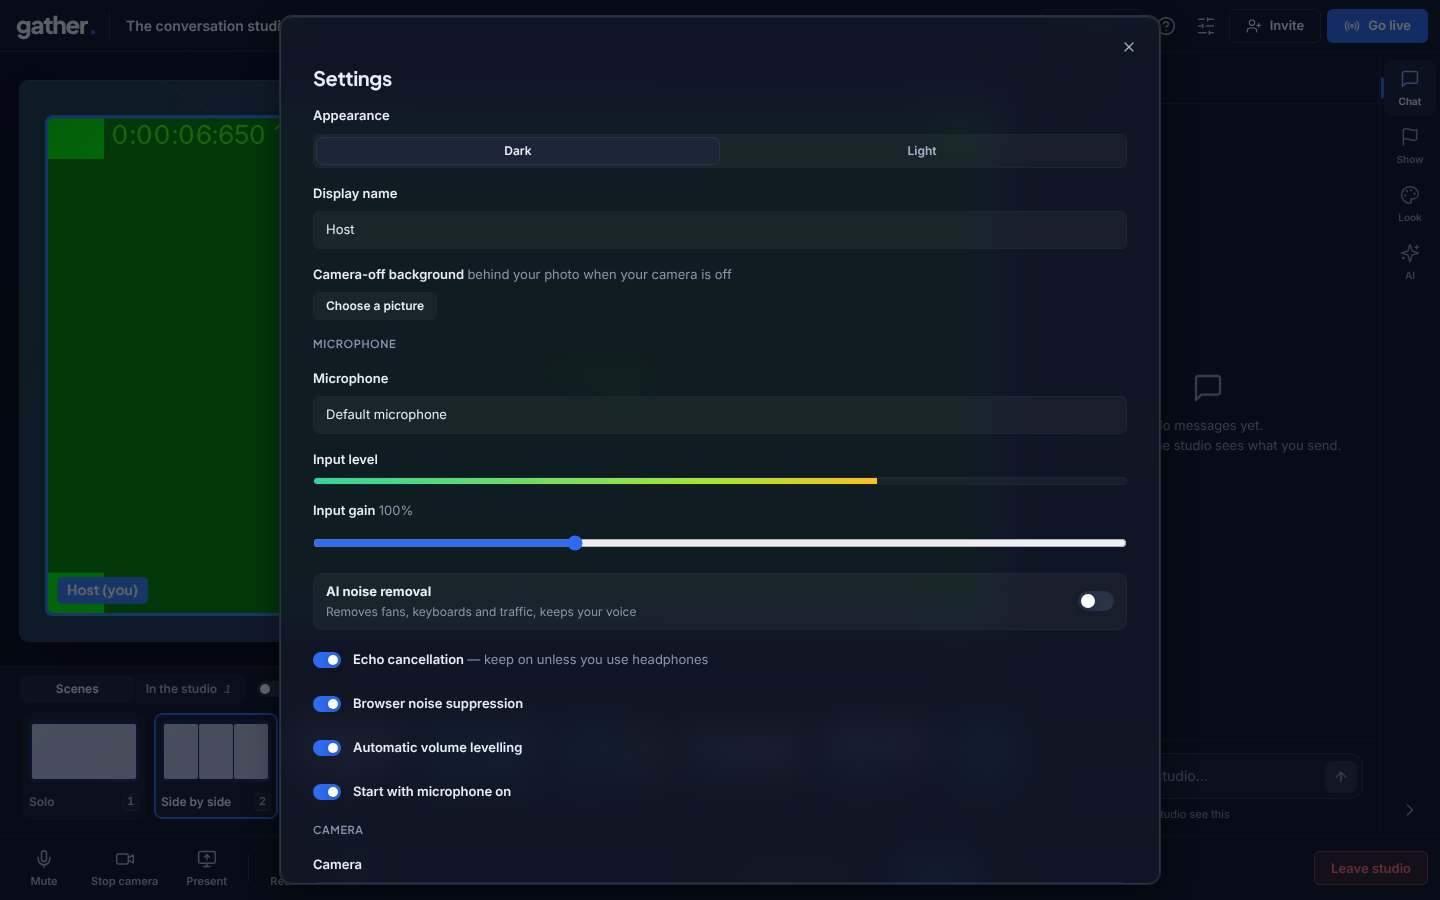 gather.
The conversation studi
Invite
Go live
0:00:06:650
Host (you)
Scenes
In the studio 1
Solo
1
Side by side
2
Mute
Stop camera
Present
Settings
Appearance
Dark
Light
Display name
Host
Camera-off background behind your photo when your camera is off
Choose a picture
MICROPHONE
Microphone
Default microphone
Input level
Input gain 100%
AI noise removal
Removes fans, keyboards and traffic, keeps your voice
Echo cancellation — keep on unless you use headphones
Browser noise suppression
Automatic volume levelling
Start with microphone on
CAMERA
Camera
Chat
Show
Look
AI
messages yet.
studio sees what you send.
studio...
studio see this
Leave studio